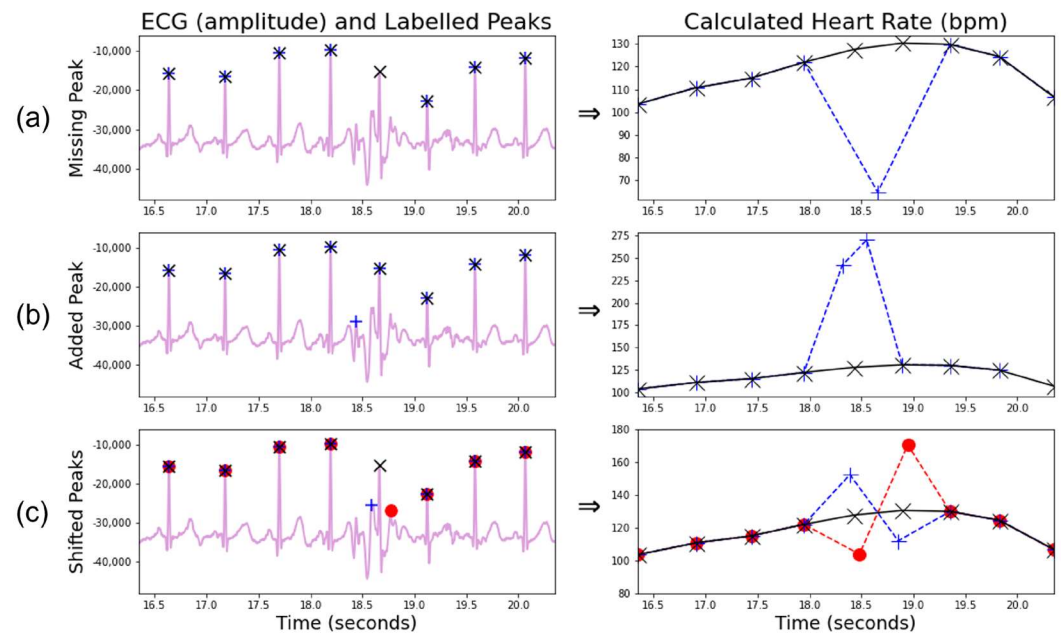 ECG (amplitude) and Labelled Peaks
Calculated Heart Rate (bpm)
(a)
Missing Peak
-10,000
-20,000
-30,000
-40,000
16.5 17.0 17.5 18.0 18.5 19.0 19.5 20.0
⇒
130
120
110
100
90
80
70
16.5 17.0 17.5 18.0 18.5 19.0 19.5 20.0
(b)
Added Peak
-10,000
-20,000
-30,000
-40,000
16.5 17.0 17.5 18.0 18.5 19.0 19.5 20.0
⇒
275
250
225
200
175
150
125
100
16.5 17.0 17.5 18.0 18.5 19.0 19.5 20.0
(c)
Shifted Peaks
-10,000
-20,000
-30,000
-40,000
16.5 17.0 17.5 18.0 18.5 19.0 19.5 20.0
Time (seconds)
⇒
180
160
140
120
100
80
16.5 17.0 17.5 18.0 18.5 19.0 19.5 20.0
Time (seconds)